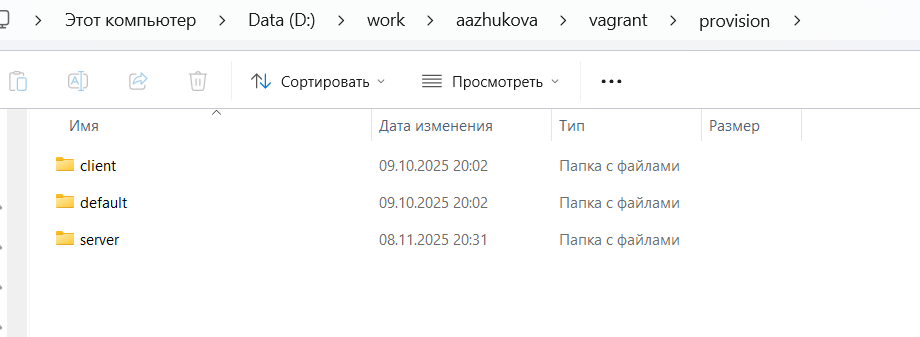 Этот компьютер > Data (D:) > work > aazhukova > vagrant > provision >
Сортировать Просмотреть •••
Имя Дата изменения Тип Размер
client 09.10.2025 20:02 Папка с файлами
default 09.10.2025 20:02 Папка с файлами
server 08.11.2025 20:31 Папка с файлами